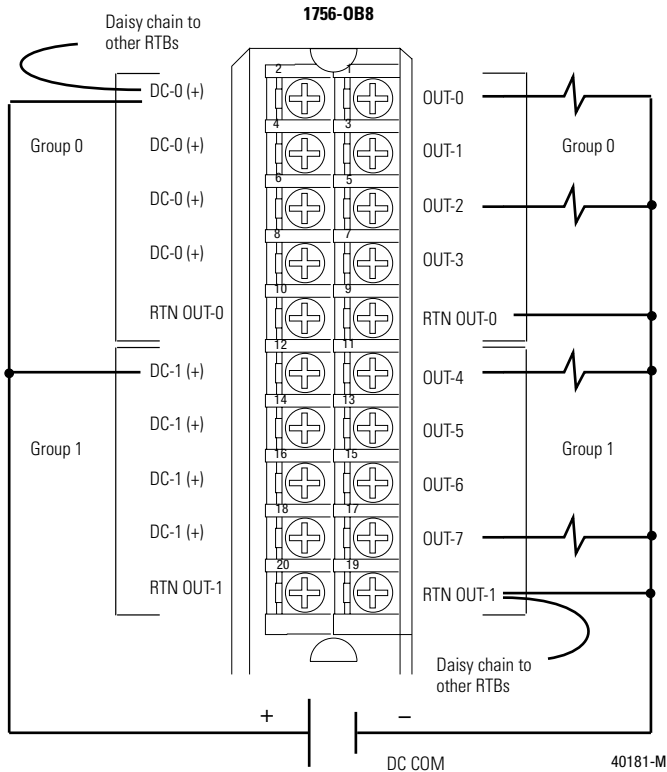 1756-OB8
Daisy chain to
other RTBs
2 1
DC-0 (+) OUT-0
4 3
Group 0 DC-0 (+) OUT-1 Group 0
6 5
DC-0 (+) OUT-2
8 7
DC-0 (+) OUT-3
10 9
RTN OUT-0 RTN OUT-0
12 11
DC-1 (+) OUT-4
14 13
Group 1 DC-1 (+) OUT-5 Group 1
16 15
DC-1 (+) OUT-6
18 17
DC-1 (+) OUT-7
20 19
RTN OUT-1 RTN OUT-1
Daisy chain to
other RTBs
+ –
DC COM 40181-M